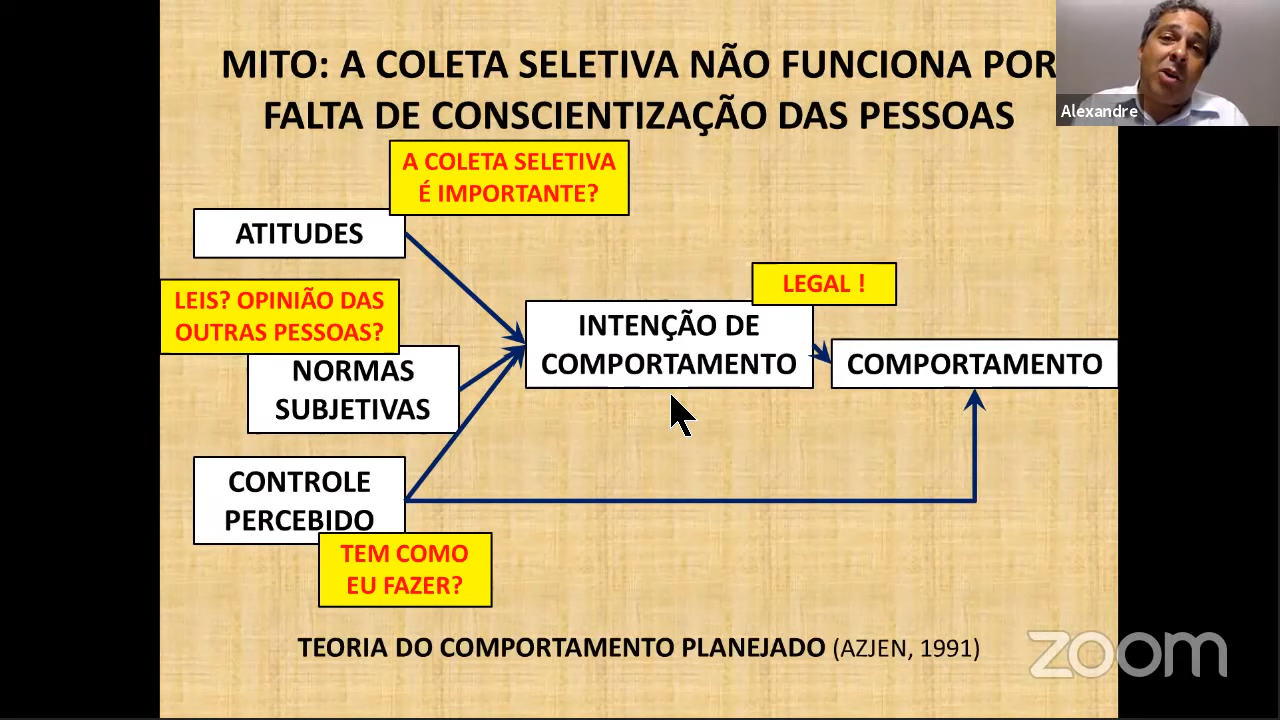 MITO: A COLETA SELETIVA NÃO FUNCIONA POR
FALTA DE CONSCIENTIZAÇÃO DAS PESSOAS
Alexandre
A COLETA SELETIVA
É IMPORTANTE?
ATITUDES
LEIS? OPINIÃO DAS
OUTRAS PESSOAS?
NORMAS
SUBJETIVAS
CONTROLE
PERCEBIDO
TEM COMO
EU FAZER?
LEGAL !
INTENÇÃO DE
COMPORTAMENTO
COMPORTAMENTO
TEORIA DO COMPORTAMENTO PLANEJADO (AZJEN, 1991)
zoom